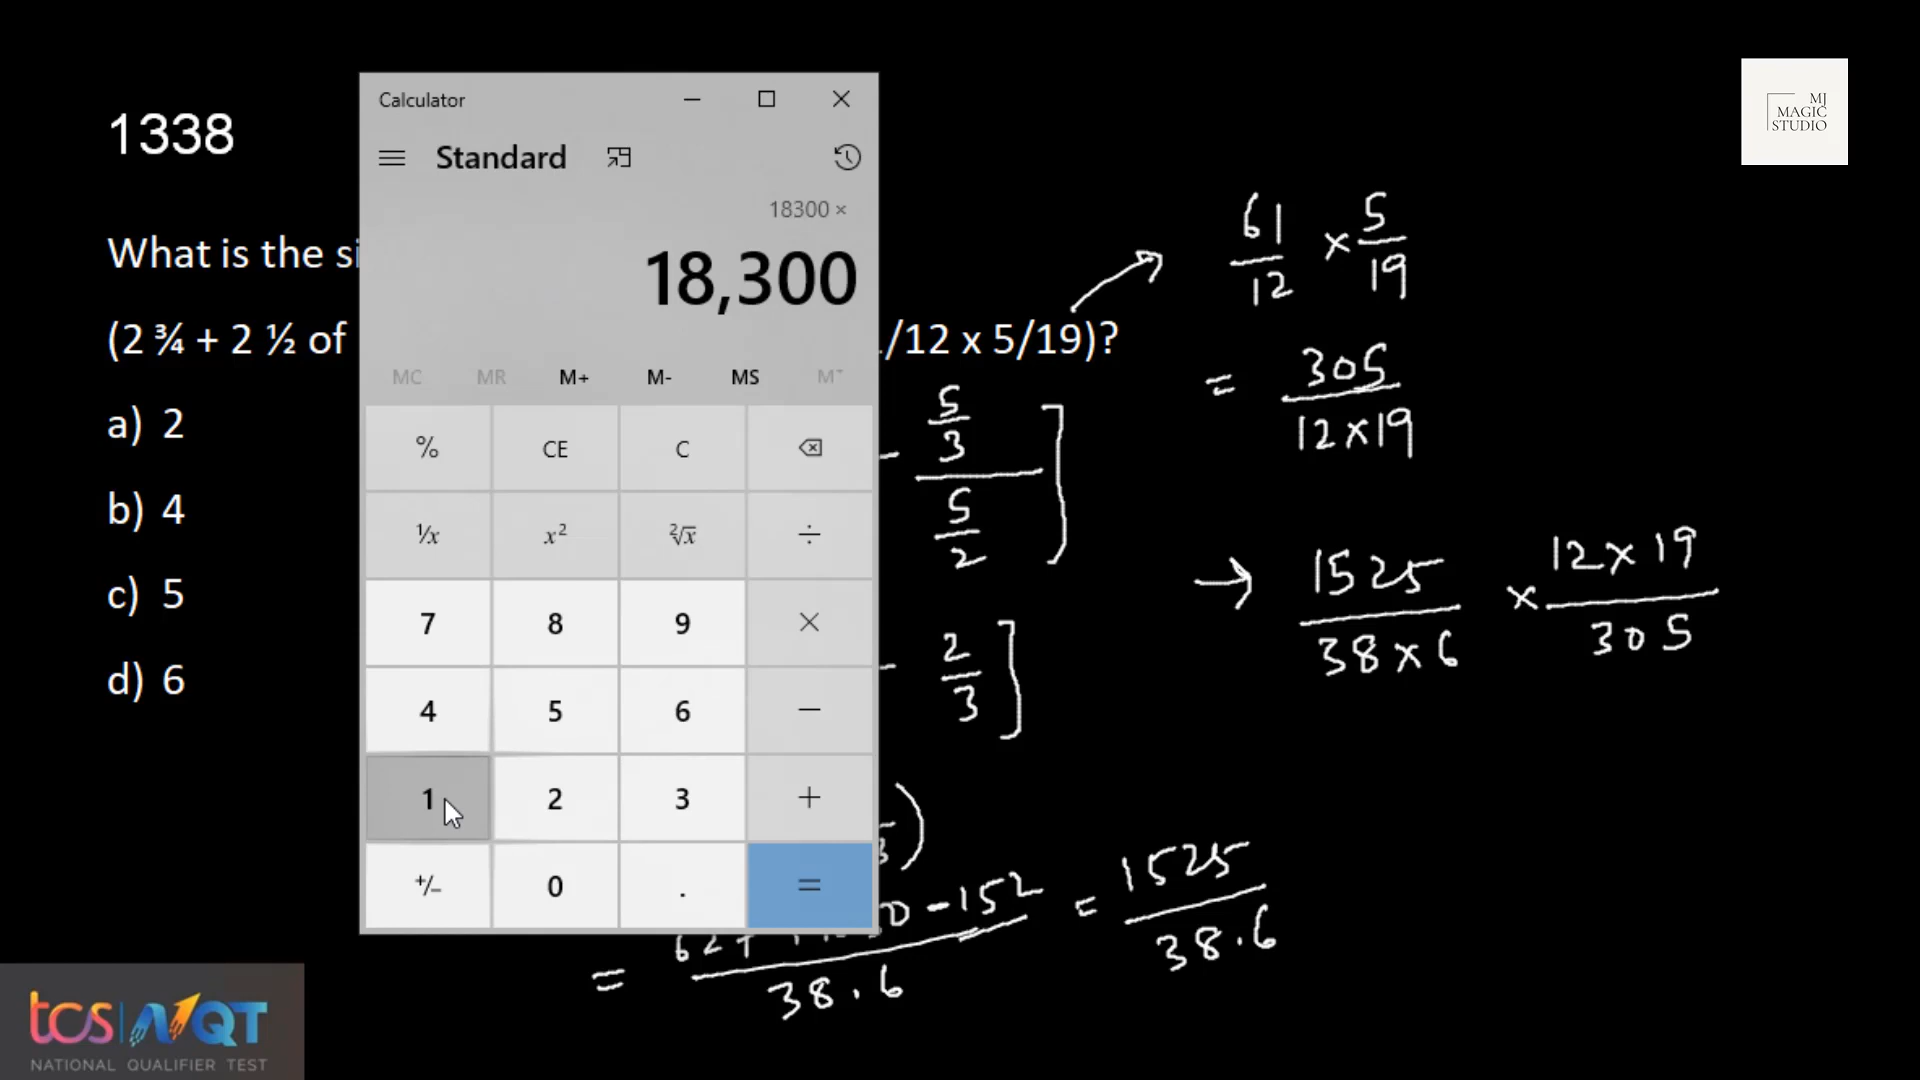 1338
What is the si
(2 ¾ + 2 ½ of
/12 x 5/19)?
a) 2
b) 4
c) 5
d) 6
Calculator
Standard
18300 ×
18,300
MC MR M+ M- MS
% CE C
¹/x x² ²√x ÷
7 8 9 ×
4 5 6 −
1 2 3 +
+/− 0 . =
MJ
MAGIC
STUDIO
61/12 × 5/19
= 305/12×19
- 5/3 / 5/2 ]
→ 1525/38×6 × 12×19/305
- 2/3 ]
)
- 152
= 38.6
= 1525/38.6
tcs NQT
NATIONAL QUALIFIER TEST